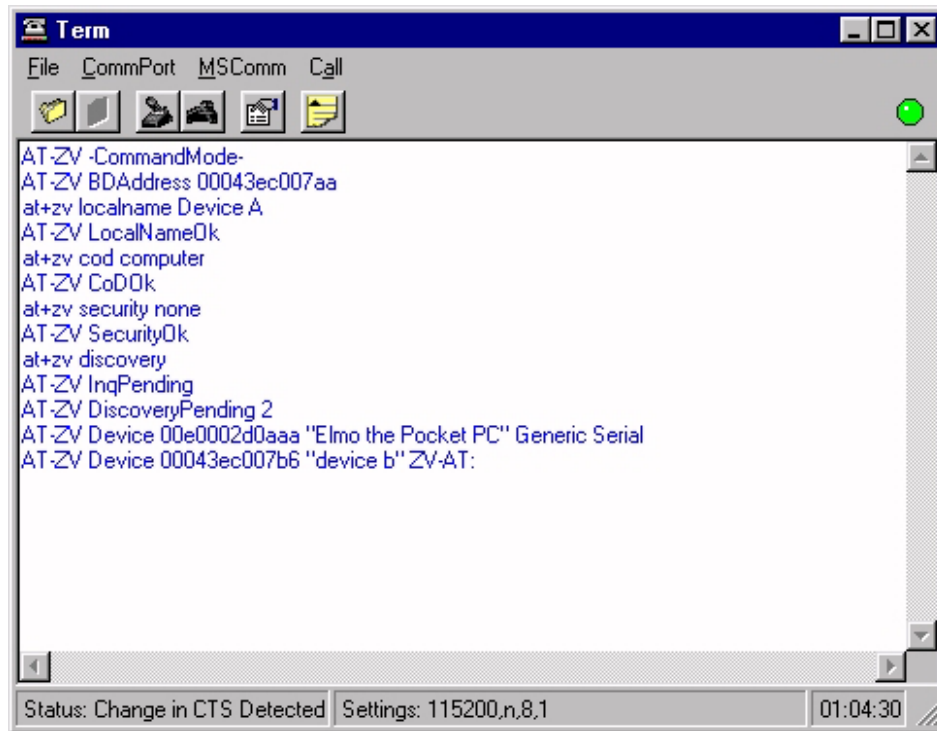 Term
File CommPort MSComm Call
AT-ZV -CommandMode-
AT-ZV BDAddress 00043ec007aa
at+zv localname Device A
AT-ZV LocalNameOk
at+zv cod computer
AT-ZV CoDOk
at+zv security none
AT-ZV SecurityOk
at+zv discovery
AT-ZV InqPending
AT-ZV DiscoveryPending 2
AT-ZV Device 00e0002d0aaa "Elmo the Pocket PC" Generic Serial
AT-ZV Device 00043ec007b6 "device b" ZV-AT:
Status: Change in CTS Detected Settings: 115200,n,8,1 01:04:30